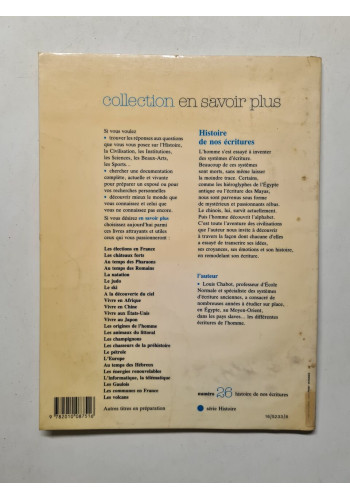 collection en savoir plus
Si vous voulez
• trouver les réponses aux questions
que vous vous posez sur l'Histoire,
la Civilisation, les Institutions,
les Sciences, les Beaux-Arts,
les Sports...
• chercher une documentation
complète, actuelle et vivante
pour préparer un exposé ou pour
vos recherches personnelles
• découvrir mieux le monde que
vous connaissez et celui que
vous ne connaissez pas encore.
Si vous désirez en savoir plus
choisissez aujourd'hui parmi
ces livres attrayants et utiles
ceux qui vous passionneront :
Les élections en France
Les châteaux forts
Au temps des Pharaons
Au temps des Romains
La natation
Le judo
Le ski
A la découverte du ciel
Vivre en Afrique
Vivre en Chine
Vivre aux États-Unis
Vivre au Japon
Les origines de l'homme
Les animaux du littoral
Les champignons
Les chasseurs de la préhistoire
Le pétrole
L'Europe
Au temps des Hébreux
Les énergies renouvelables
L'informatique, la télématique
Les Gaulois
Les communes en France
Les volcans
Autres titres en préparation
Histoire
de nos écritures
L'homme s'est essayé à inventer
des systèmes d'écriture.
Beaucoup de ces systèmes
sont morts, sans même laisser
la moindre trace. Certains,
comme les hiéroglyphes de l'Égypte
antique ou l'écriture des Mayas,
nous sont parvenus sous forme
de mystérieux et passionnants rébus.
Le chinois, lui, survit actuellement.
Puis l'homme découvrit l'alphabet.
C'est toute l'aventure des civilisations
que l'auteur nous invite à découvrir
à travers la façon dont chacune d'elles
a essayé de transcrire ses idées,
ses croyances, ses émotions et son histoire,
en remodelant son écriture.
l'auteur
• Louis Chabot, professeur d'École
Normale et spécialiste des systèmes
d'écriture anciennes, a consacré de
nombreuses années à étudier sur place,
en Égypte, au Moyen-Orient,
dans les pays slaves... les différentes
écritures de l'homme.
numéro 26 histoire de nos écritures
série Histoire
9 782010 087516